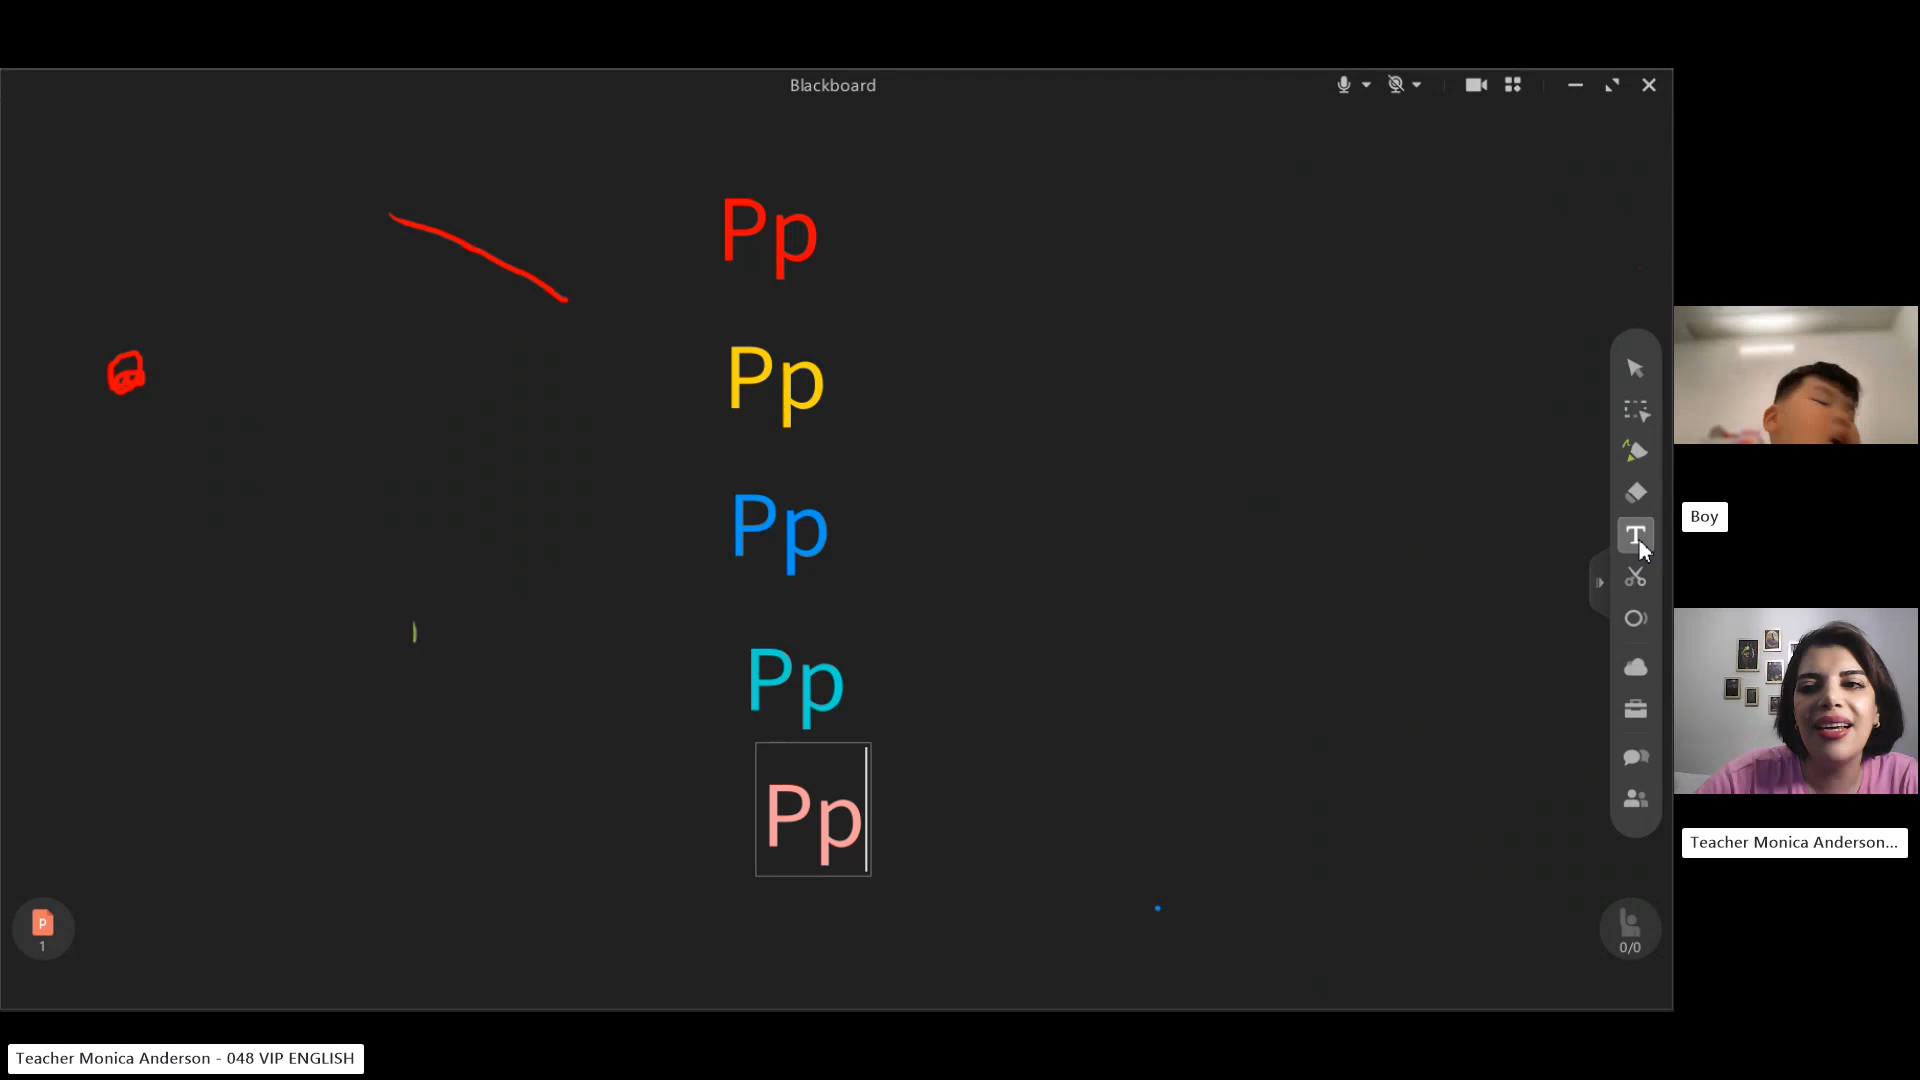 Blackboard
Pp
Pp
Pp
Pp
Pp
T
P
1
0/0
Boy
Teacher Monica Anderson...
Teacher Monica Anderson - 048 VIP ENGLISH